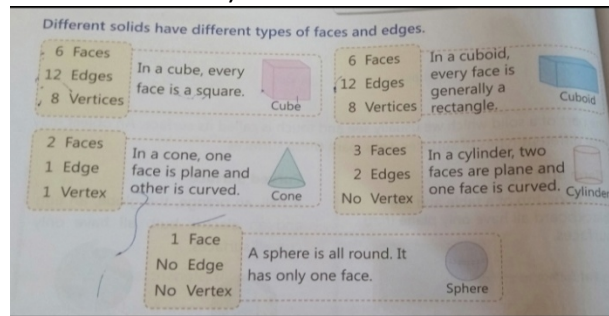 Different solids have different types of faces and edges.
6 Faces
12 Edges
8 Vertices
In a cube, every
face is a square.
Cube
6 Faces
12 Edges
8 Vertices
In a cuboid,
every face is
generally a
rectangle.
Cuboid
2 Faces
1 Edge
1 Vertex
In a cone, one
face is plane and
other is curved.
Cone
3 Faces
2 Edges
No Vertex
In a cylinder, two
faces are plane and
one face is curved.
Cylinder
1 Face
No Edge
No Vertex
A sphere is all round. It
has only one face.
Sphere